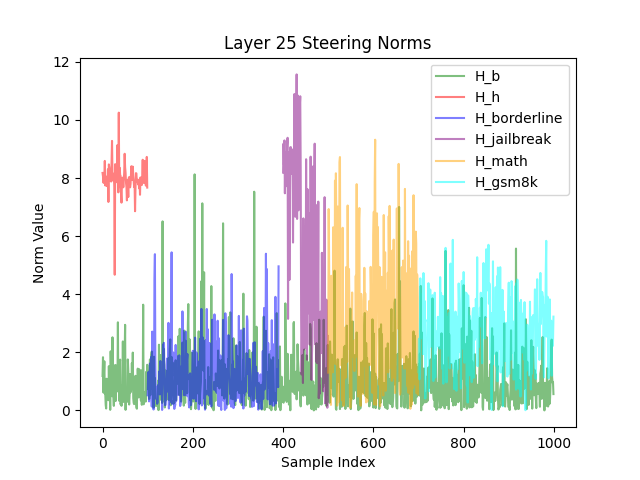 Layer 25 Steering Norms
12
10
8
6
4
2
0
Norm Value
H_b
H_h
H_borderline
H_jailbreak
H_math
H_gsm8k
0
200
400
600
800
1000
Sample Index